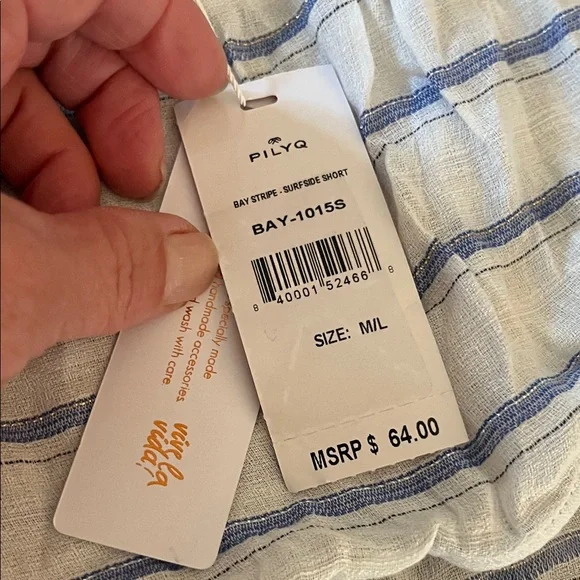 PILYQ
BAY STRIPE - SURFSIDE SHORT
BAY-1015S
8 40001 52466 8
SIZE: M/L
MSRP $ 64.00
made
handmade accessories
wash with care
viva la
vida!